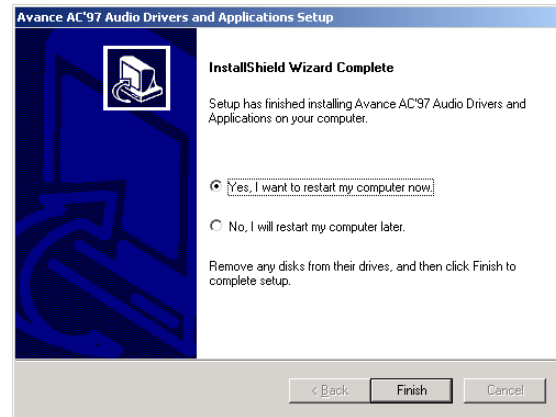 Avance AC'97 Audio Drivers and Applications Setup
InstallShield Wizard Complete
Setup has finished installing Avance AC'97 Audio Drivers and
Applications on your computer.
Yes, I want to restart my computer now.
No, I will restart my computer later.
Remove any disks from their drives, and then click Finish to
complete setup.
< Back Finish Cancel